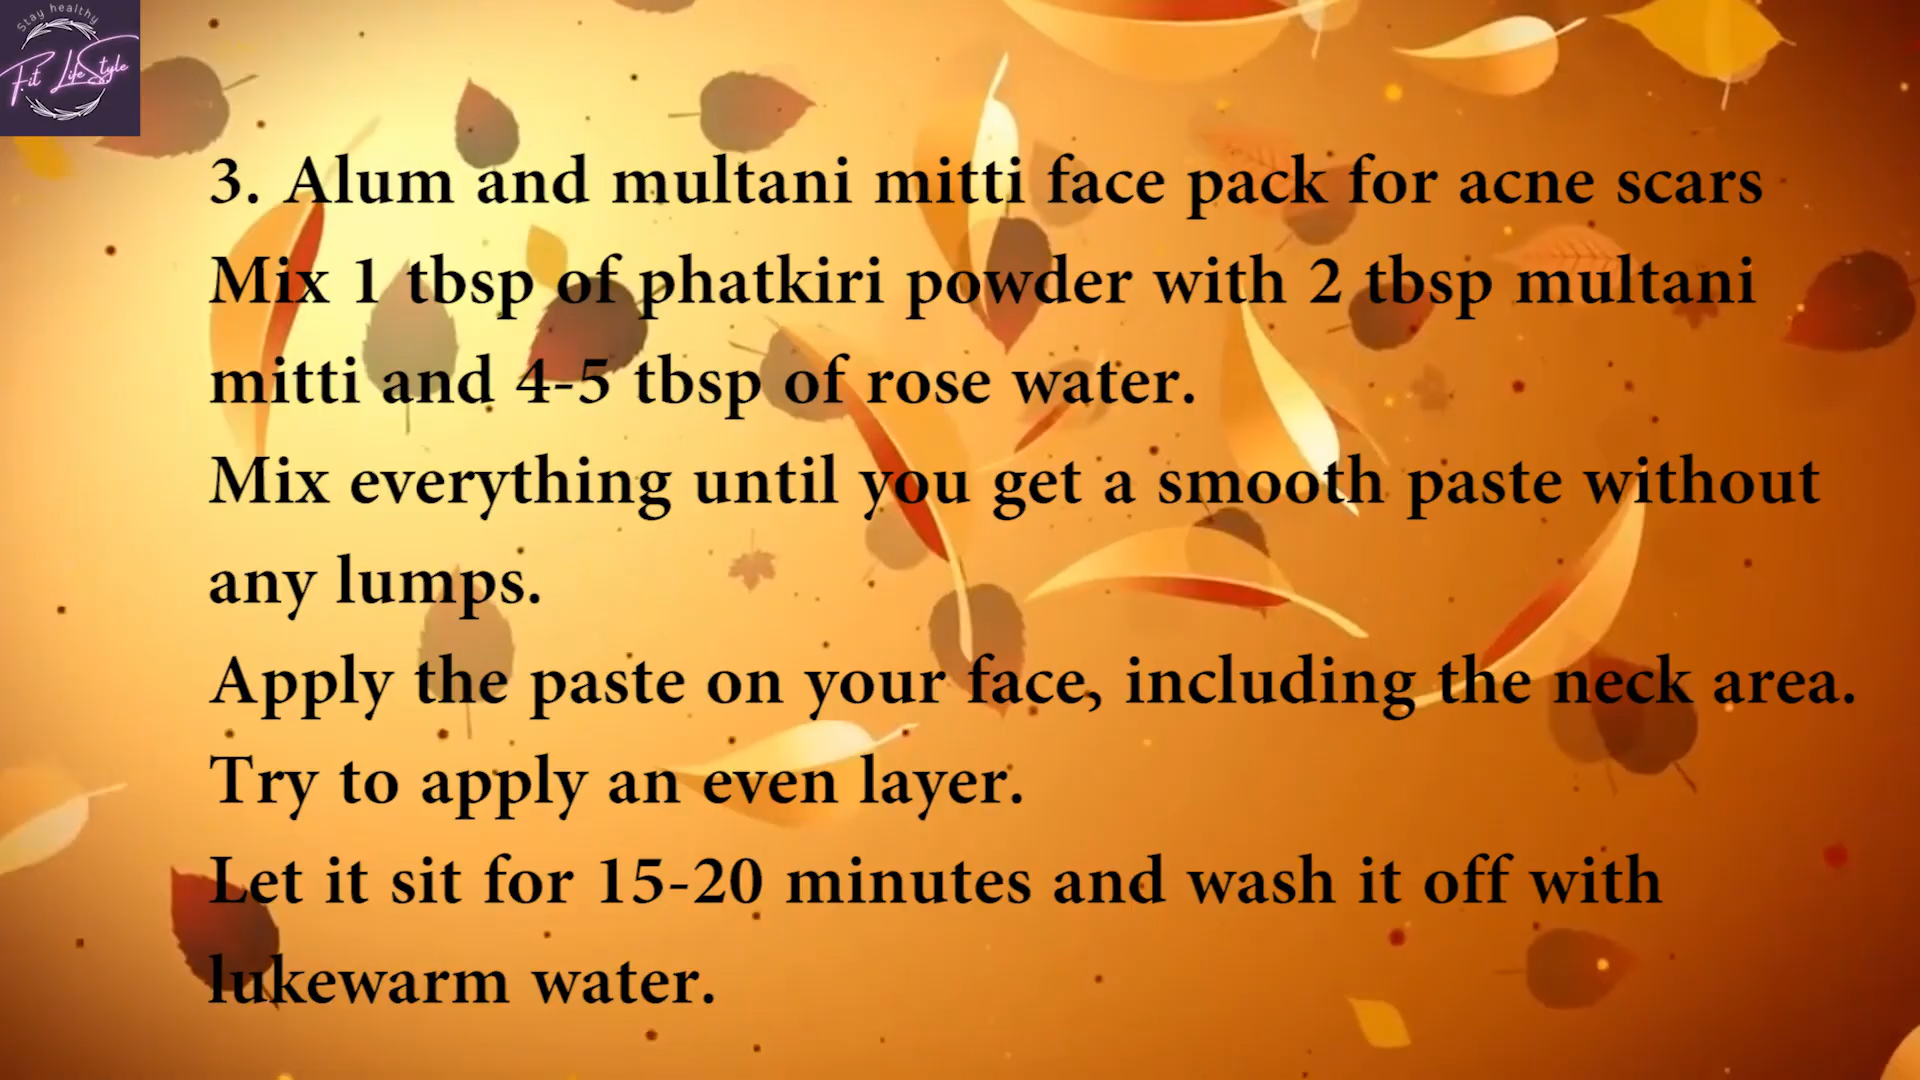 Stay healthy
Fit LifeStyle
3. Alum and multani mitti face pack for acne scars
Mix 1 tbsp of phatkiri powder with 2 tbsp multani
mitti and 4-5 tbsp of rose water.
Mix everything until you get a smooth paste without
any lumps.
Apply the paste on your face, including the neck area.
Try to apply an even layer.
Let it sit for 15-20 minutes and wash it off with
lukewarm water.